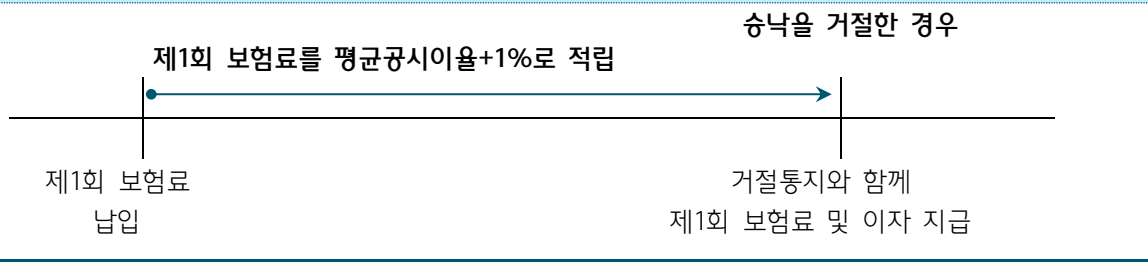 승낙을 거절한 경우
제1회 보험료를 평균공시이율+1%로 적립
제1회 보험료
납입
거절통지와 함께
제1회 보험료 및 이자 지급